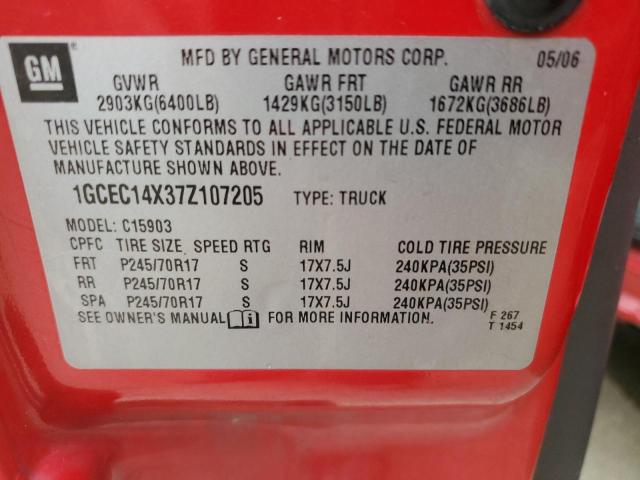 GM
MFD BY GENERAL MOTORS CORP. 05/06
GVWR GAWR FRT GAWR RR
2903KG(6400LB) 1429KG(3150LB) 1672KG(3686LB)
THIS VEHICLE CONFORMS TO ALL APPLICABLE U.S. FEDERAL MOTOR
VEHICLE SAFETY STANDARDS IN EFFECT ON THE DATE OF
MANUFACTURE SHOWN ABOVE.
1GCEC14X37Z107205 TYPE: TRUCK
MODEL: C15903
CPFC TIRE SIZE, SPEED RTG RIM COLD TIRE PRESSURE
FRT P245/70R17 S 17X7.5J 240KPA(35PSI)
RR P245/70R17 S 17X7.5J 240KPA(35PSI)
SPA P245/70R17 S 17X7.5J 240KPA(35PSI)
SEE OWNER'S MANUAL i FOR MORE INFORMATION. F 267
T 1454